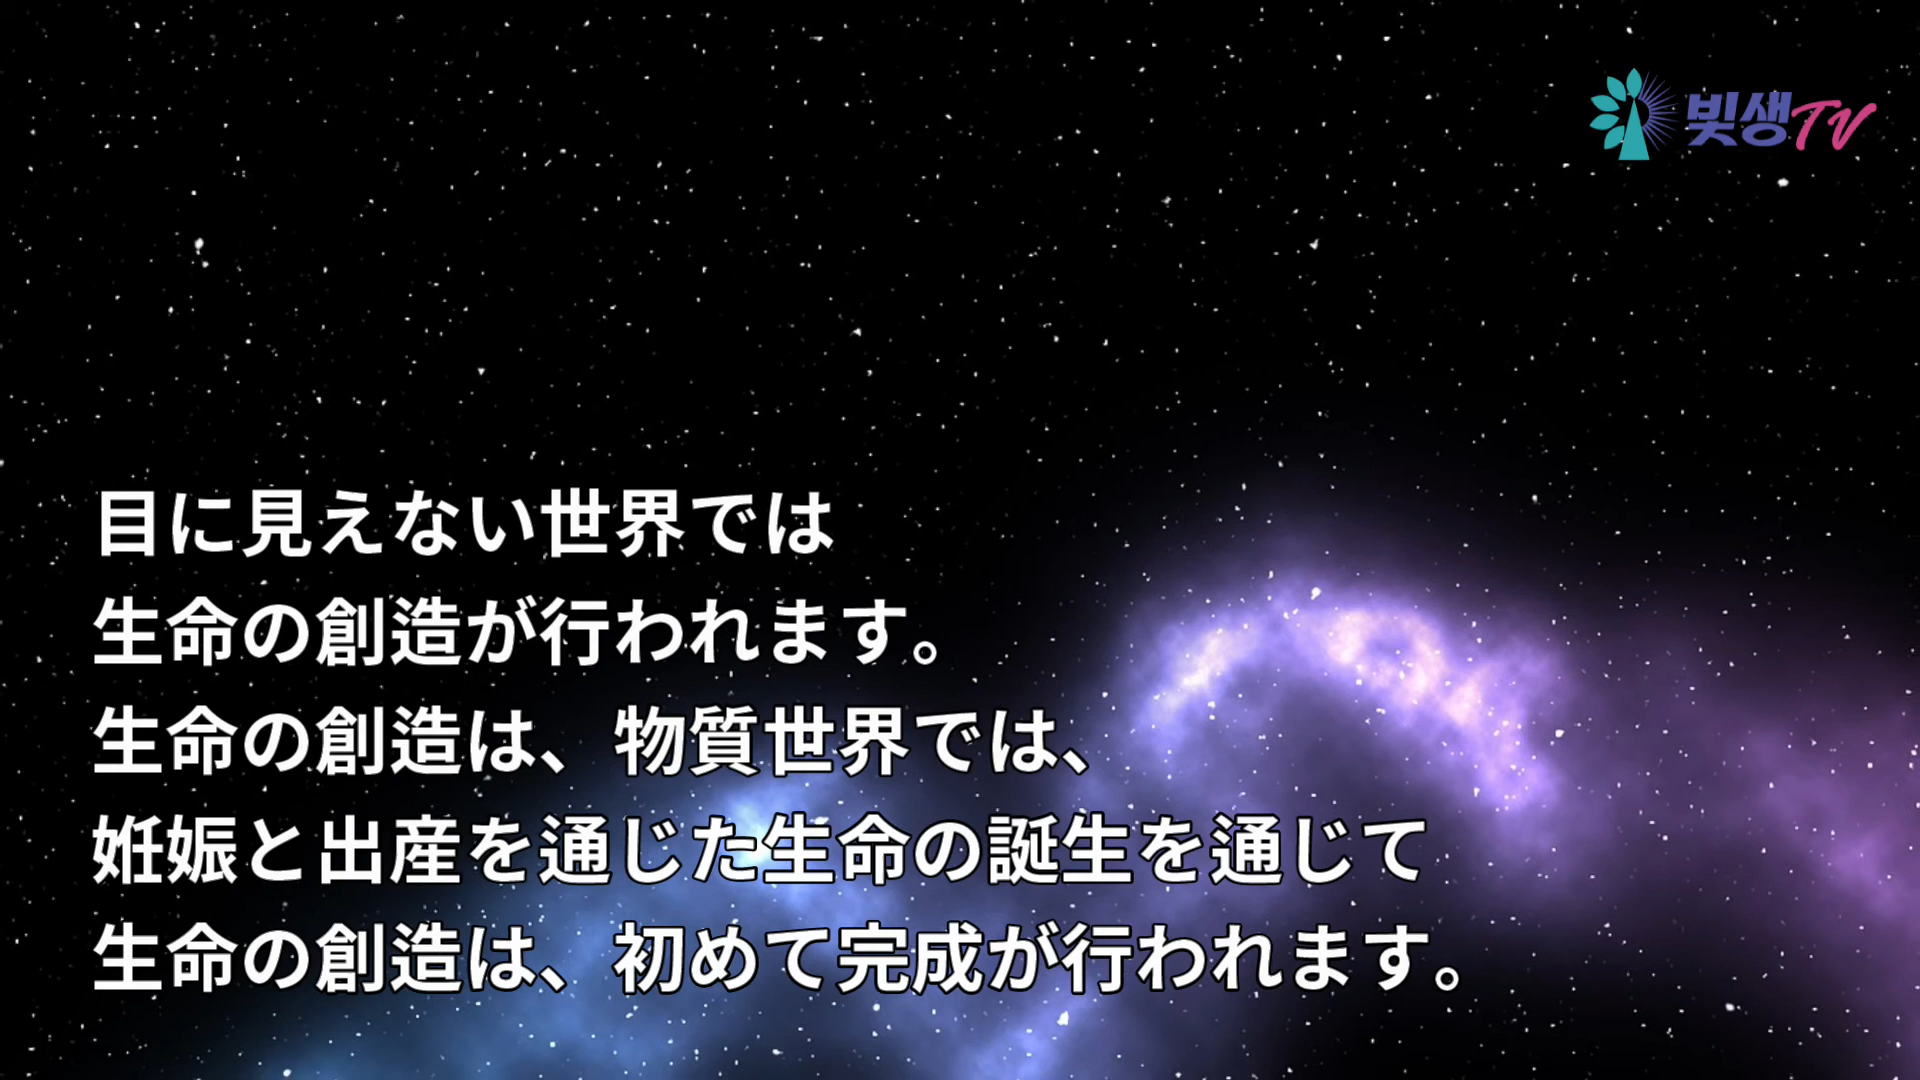 빛생TV
目に見えない世界では
生命の創造が行われます。
生命の創造は、物質世界では、
妊娠と出産を通じた生命の誕生を通じて
生命の創造は、初めて完成が行われます。